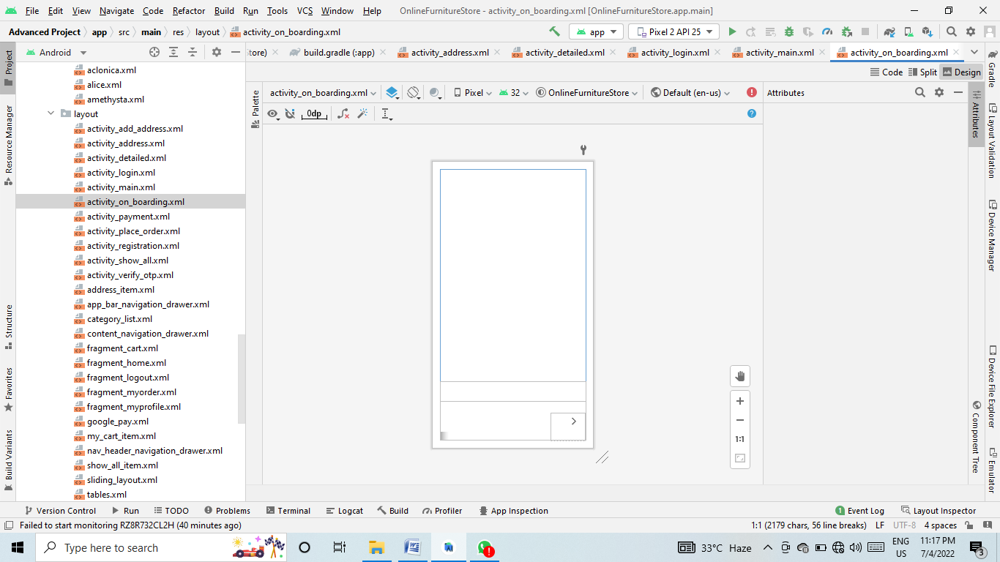 File Edit View Navigate Code Refactor Build Run Tools VCS Window Help OnlineFurnitureStore - activity_on_boarding.xml [OnlineFurnitureStore.app.main]
Advanced Project app src main res layout activity_on_boarding.xml app Pixel 2 API 25
Project
Resource Manager
Structure
Favorites
Build Variants
Android
Store) build.gradle (:app) activity_address.xml activity_detailed.xml activity_login.xml activity_main.xml activity_on_boarding.xml
Code Split Design
aclonica.xml
alice.xml
amethysta.xml
layout
activity_add_address.xml
activity_address.xml
activity_detailed.xml
activity_login.xml
activity_main.xml
activity_on_boarding.xml
activity_payment.xml
activity_place_order.xml
activity_registration.xml
activity_show_all.xml
activity_verify_otp.xml
address_item.xml
app_bar_navigation_drawer.xml
category_list.xml
content_navigation_drawer.xml
fragment_cart.xml
fragment_home.xml
fragment_logout.xml
fragment_myorder.xml
fragment_myprofile.xml
google_pay.xml
my_cart_item.xml
nav_header_navigation_drawer.xml
show_all_item.xml
sliding_layout.xml
tables.xml
Palette
activity_on_boarding.xml Pixel 32 OnlineFurnitureStore Default (en-us)
0dp
1:1
Attributes
Attributes
Component Tree
Gradle
Layout Validation
Device Manager
Device File Explorer
Emulator
Version Control Run TODO Problems Terminal Logcat Build Profiler App Inspection 1 Event Log Layout Inspector
Failed to start monitoring RZ8R732CL2H (40 minutes ago) 1:1 (2179 chars, 56 line breaks) LF UTF-8 4 spaces
Type here to search 33°C Haze ENG US 11:17 PM 7/4/2022 3